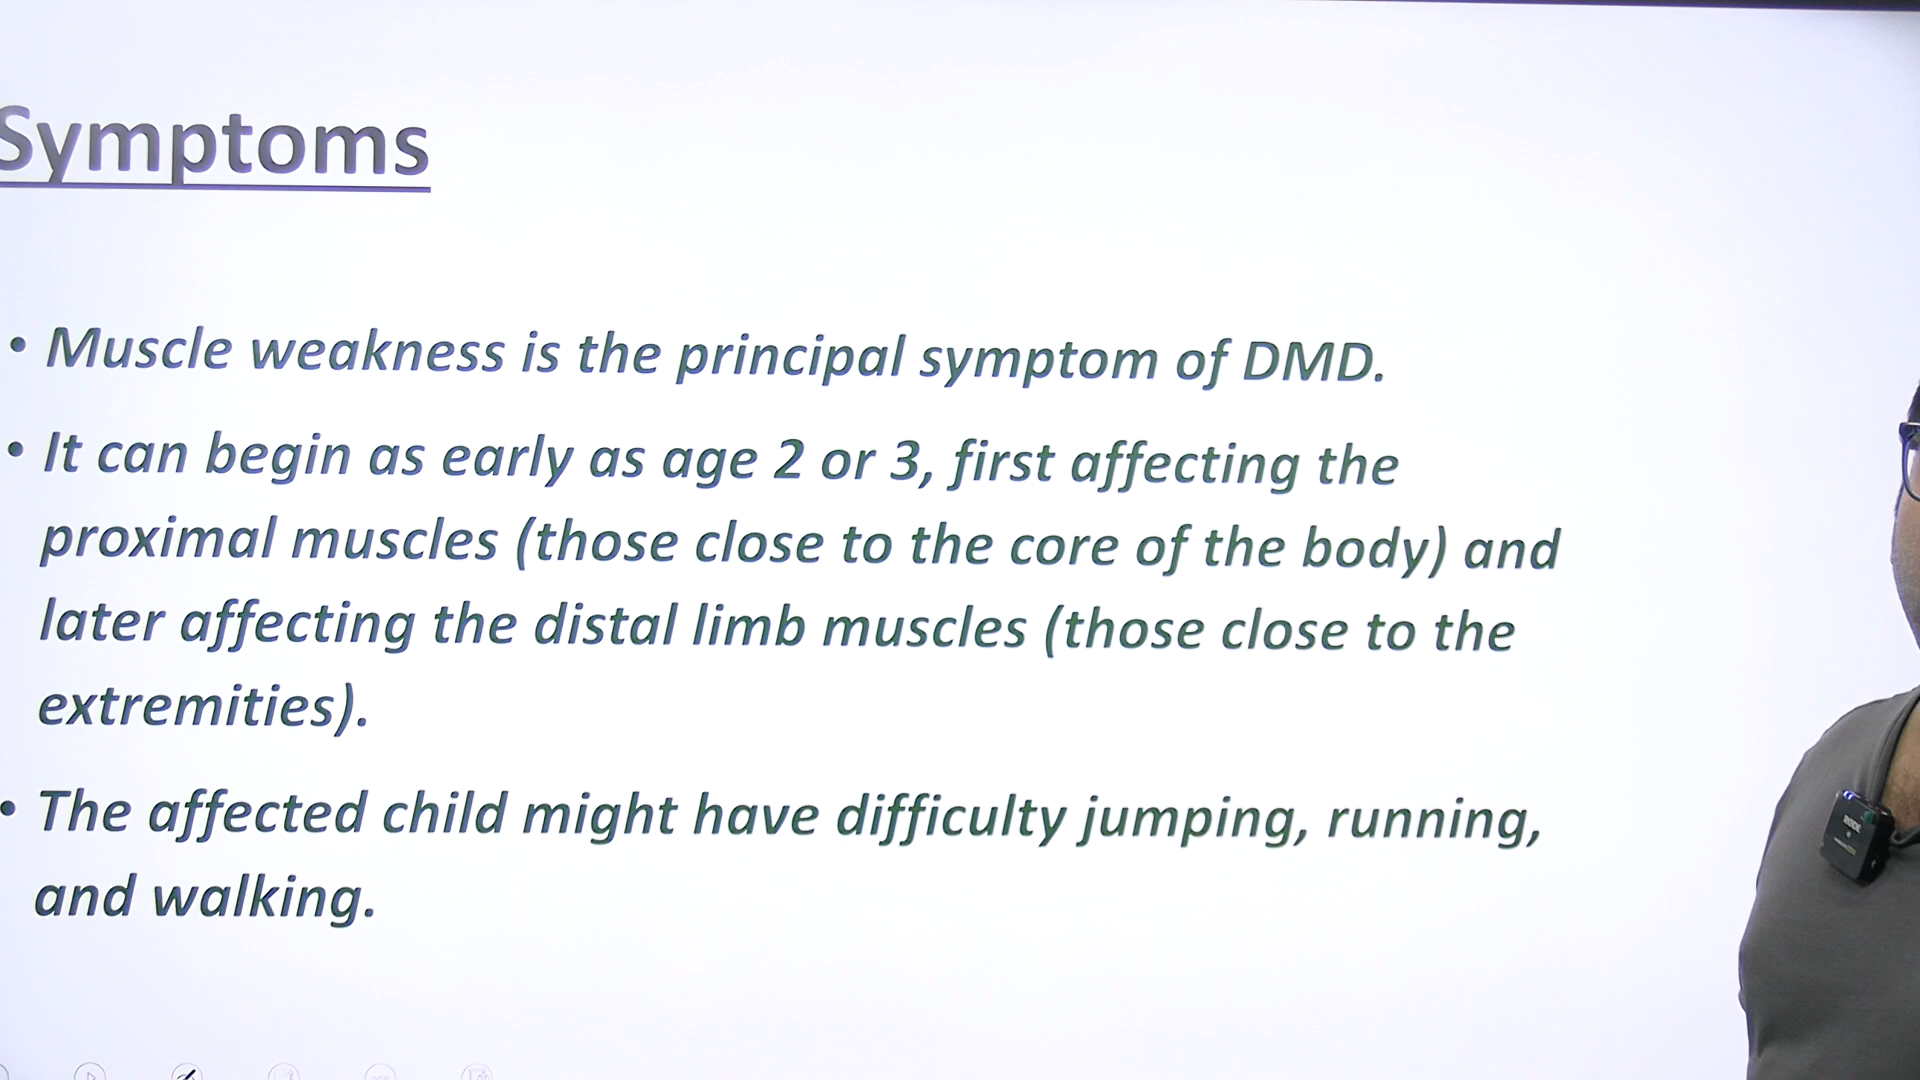 Symptoms
• Muscle weakness is the principal symptom of DMD.
• It can begin as early as age 2 or 3, first affecting the
proximal muscles (those close to the core of the body) and
later affecting the distal limb muscles (those close to the
extremities).
• The affected child might have difficulty jumping, running,
and walking.